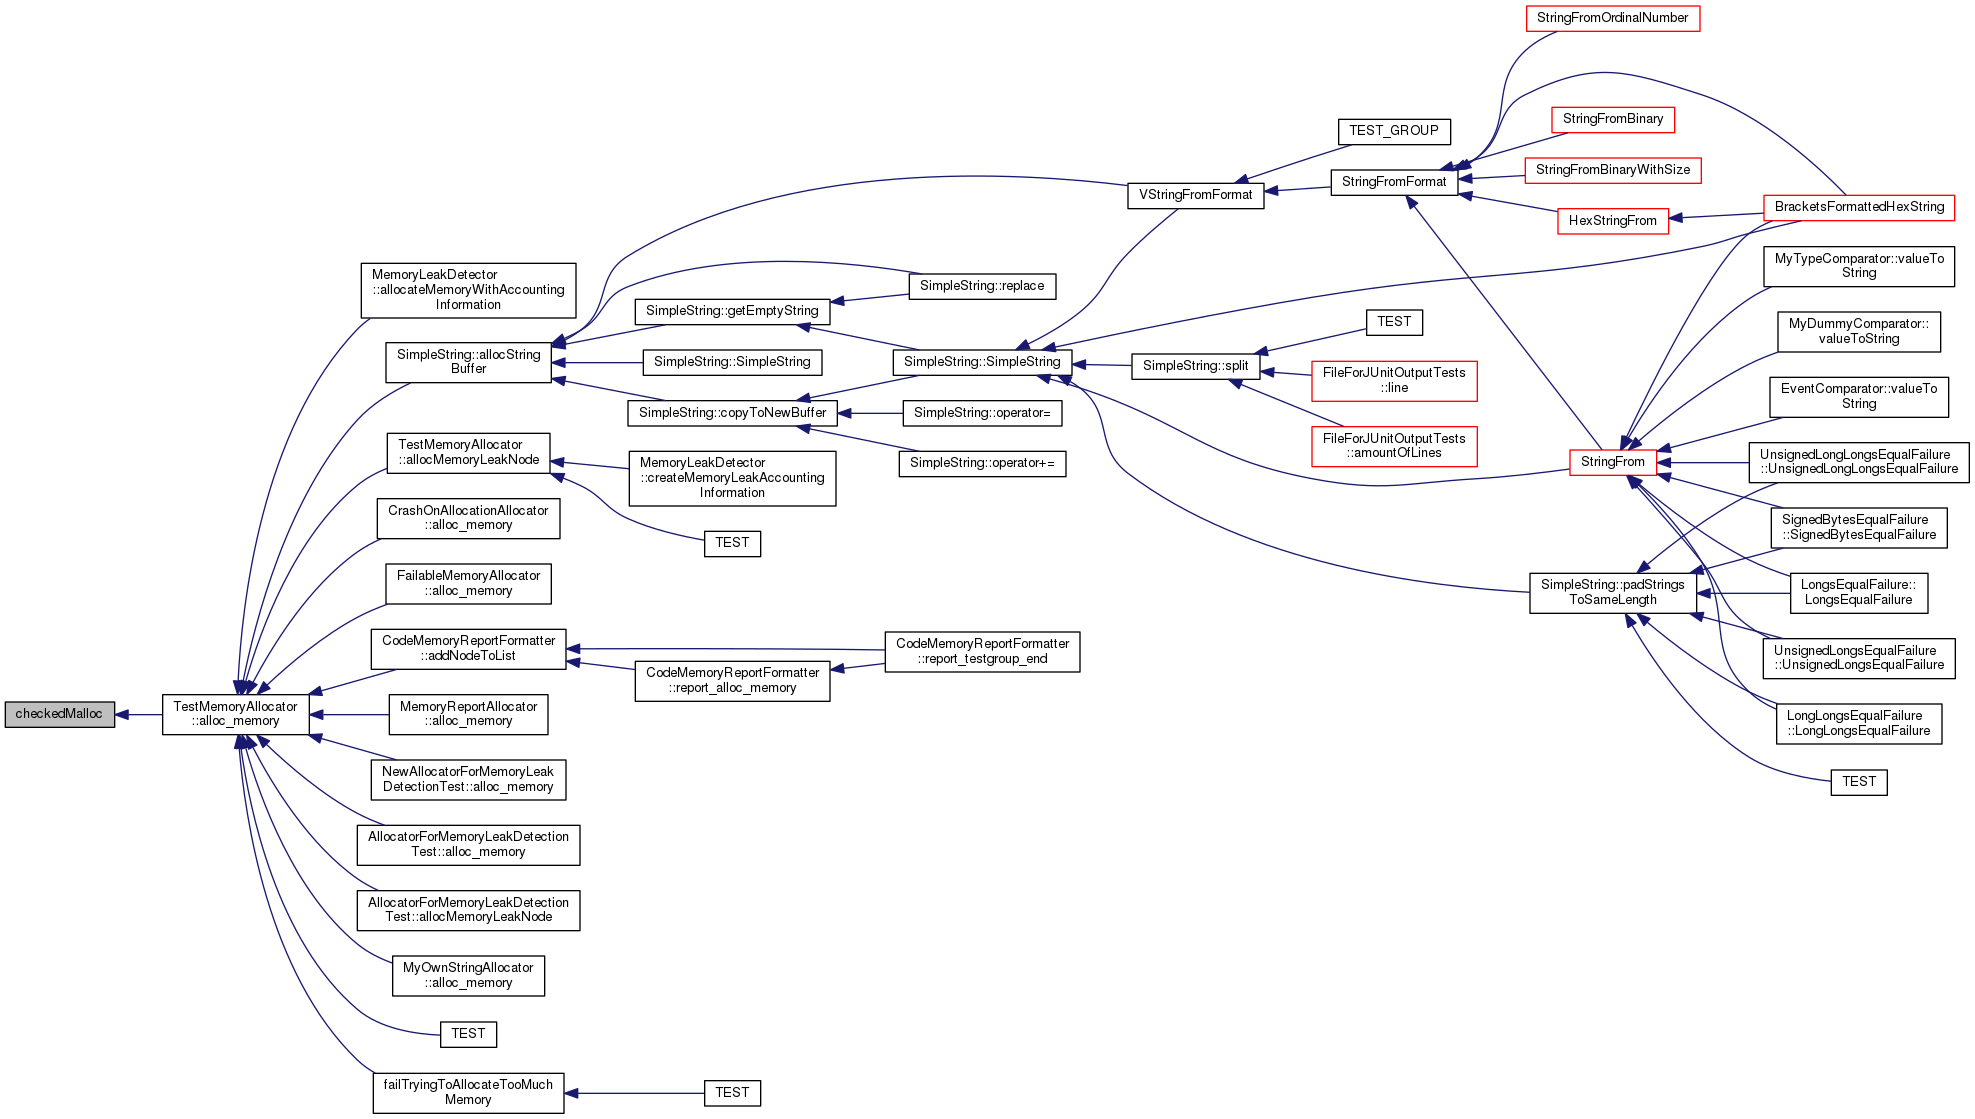 checkedMalloc
TestMemoryAllocator
::alloc_memory
MemoryLeakDetector
::allocateMemoryWithAccounting
Information
SimpleString::allocString
Buffer
TestMemoryAllocator
::allocMemoryLeakNode
CrashOnAllocationAllocator
::alloc_memory
FailableMemoryAllocator
::alloc_memory
CodeMemoryReportFormatter
::addNodeToList
MemoryReportAllocator
::alloc_memory
NewAllocatorForMemoryLeak
DetectionTest::alloc_memory
AllocatorForMemoryLeakDetection
Test::alloc_memory
AllocatorForMemoryLeakDetection
Test::allocMemoryLeakNode
MyOwnStringAllocator
::alloc_memory
TEST
failTryingToAllocateTooMuch
Memory
SimpleString::getEmptyString
SimpleString::SimpleString
SimpleString::copyToNewBuffer
MemoryLeakDetector
::createMemoryLeakAccounting
Information
TEST
CodeMemoryReportFormatter
::report_alloc_memory
TEST
SimpleString::replace
SimpleString::SimpleString
SimpleString::operator=
SimpleString::operator+=
CodeMemoryReportFormatter
::report_testgroup_end
VStringFromFormat
SimpleString::split
TEST_GROUP
StringFromFormat
TEST
FileForJUnitOutputTests
::line
FileForJUnitOutputTests
::amountOfLines
StringFromOrdinalNumber
StringFromBinary
StringFromBinaryWithSize
HexStringFrom
StringFrom
SimpleString::padStrings
ToSameLength
BracketsFormattedHexString
MyTypeComparator::valueTo
String
MyDummyComparator::
valueToString
EventComparator::valueTo
String
UnsignedLongLongsEqualFailure
::UnsignedLongLongsEqualFailure
SignedBytesEqualFailure
::SignedBytesEqualFailure
LongsEqualFailure::
LongsEqualFailure
UnsignedLongsEqualFailure
::UnsignedLongsEqualFailure
LongLongsEqualFailure
::LongLongsEqualFailure
TEST